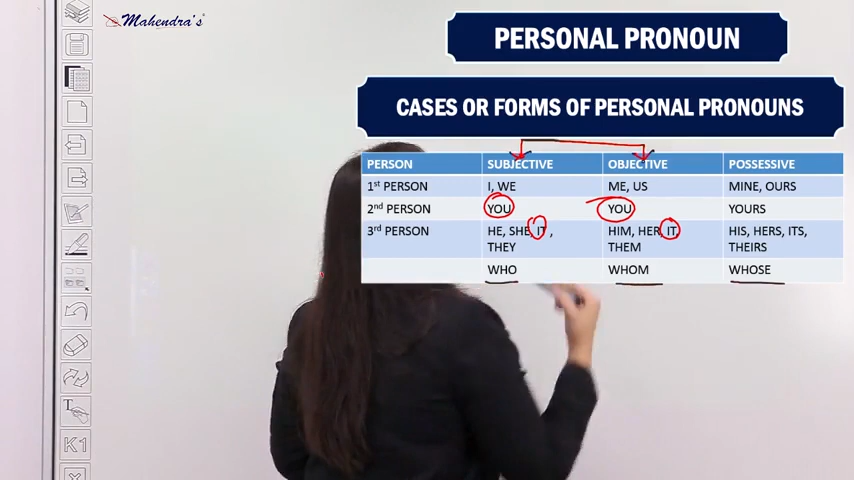 Mahendra's
PERSONAL PRONOUN
CASES OR FORMS OF PERSONAL PRONOUNS
PERSON SUBJECTIVE OBJECTIVE POSSESSIVE
1st PERSON I, WE ME, US MINE, OURS
2nd PERSON YOU YOU YOURS
3rd PERSON HE, SHE, IT , HIM, HER, IT, HIS, HERS, ITS,
THEY THEM THEIRS
WHO WHOM WHOSE
T
K1